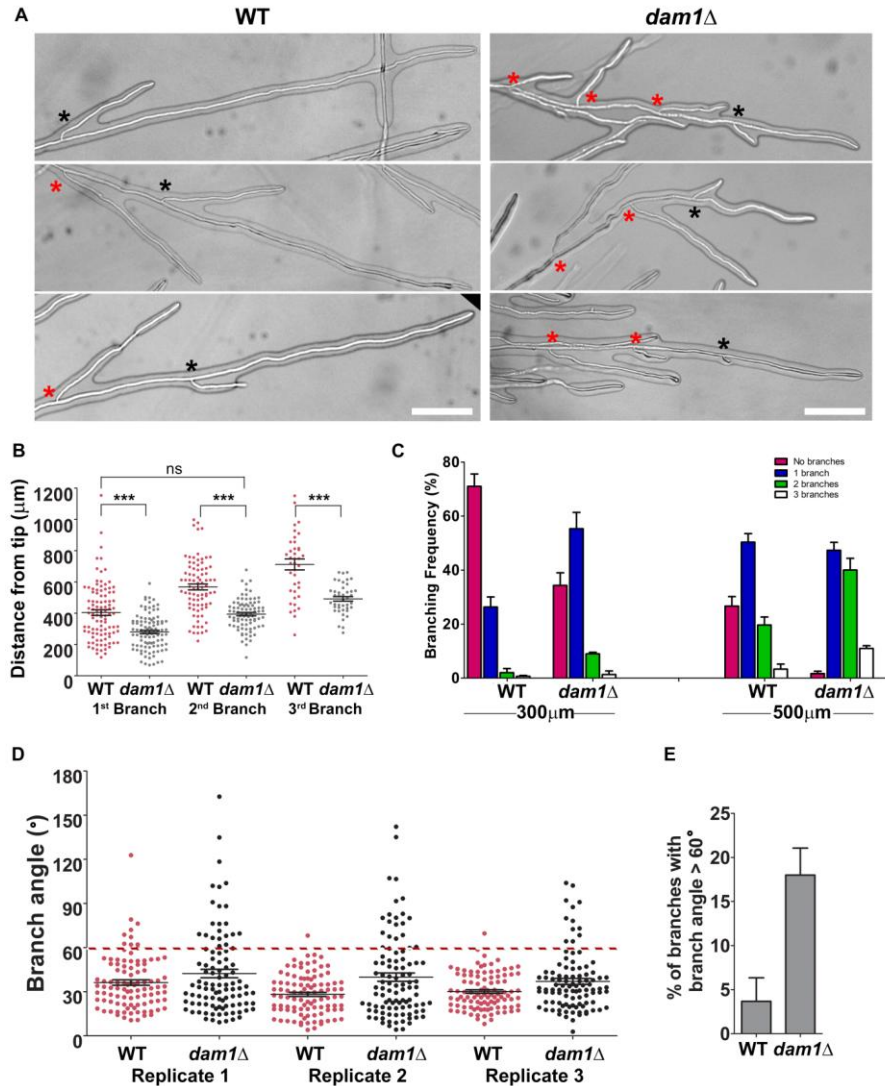 A
WT
dam1Δ
*
* * * *
* *
* * *
* *
* * *
B
ns
*** *** ***
Distance from tip (μm)
1200
1000
800
600
400
200
0
WT dam1Δ WT dam1Δ WT dam1Δ
1st Branch 2nd Branch 3rd Branch
C
No branches
1 branch
2 branches
3 branches
Branching Frequency (%)
80
60
40
20
0
WT dam1Δ WT dam1Δ
300μm 500μm
D
Branch angle (°)
180
150
120
90
60
30
0
WT dam1Δ WT dam1Δ WT dam1Δ
Replicate 1 Replicate 2 Replicate 3
E
% of branches with
branch angle > 60°
25
20
15
10
5
0
WT dam1Δ